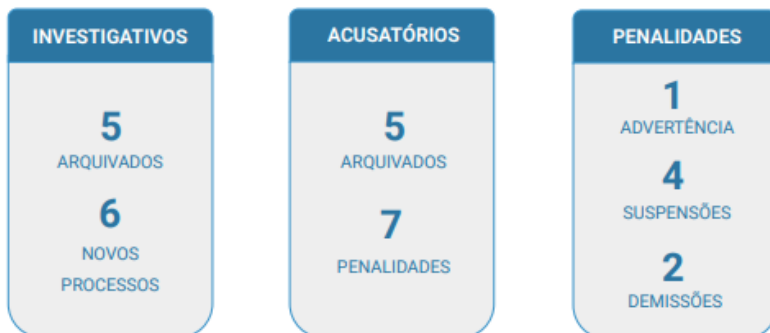 INVESTIGATIVOS
5
ARQUIVADOS
6
NOVOS
PROCESSOS
ACUSATÓRIOS
5
ARQUIVADOS
7
PENALIDADES
PENALIDADES
1
ADVERTÊNCIA
4
SUSPENSÕES
2
DEMISSÕES